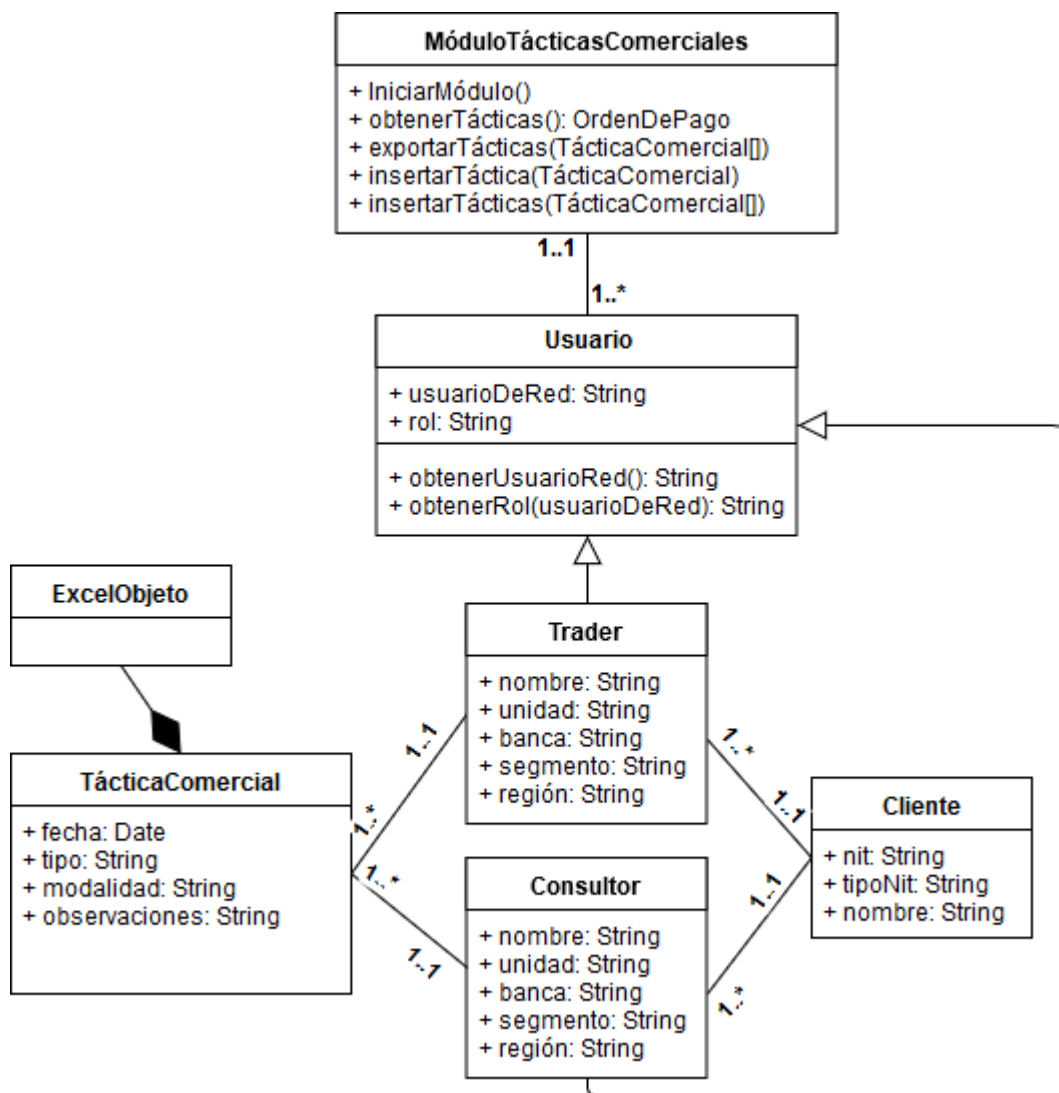 MóduloTácticasComerciales
+ IniciarMódulo()
+ obtenerTácticas(): OrdenDePago
+ exportarTácticas(TácticaComercial[])
+ insertarTáctica(TácticaComercial)
+ insertarTácticas(TácticaComercial[])
1..1
1..*
Usuario
+ usuarioDeRed: String
+ rol: String
+ obtenerUsuarioRed(): String
+ obtenerRol(usuarioDeRed): String
ExcelObjeto
Trader
+ nombre: String
+ unidad: String
+ banca: String
+ segmento: String
+ región: String
1..1
1..*
1..*
1..1
TácticaComercial
+ fecha: Date
+ tipo: String
+ modalidad: String
+ observaciones: String
1..*
1..1
Cliente
+ nit: String
+ tipoNit: String
+ nombre: String
1..1
1..*
Consultor
+ nombre: String
+ unidad: String
+ banca: String
+ segmento: String
+ región: String